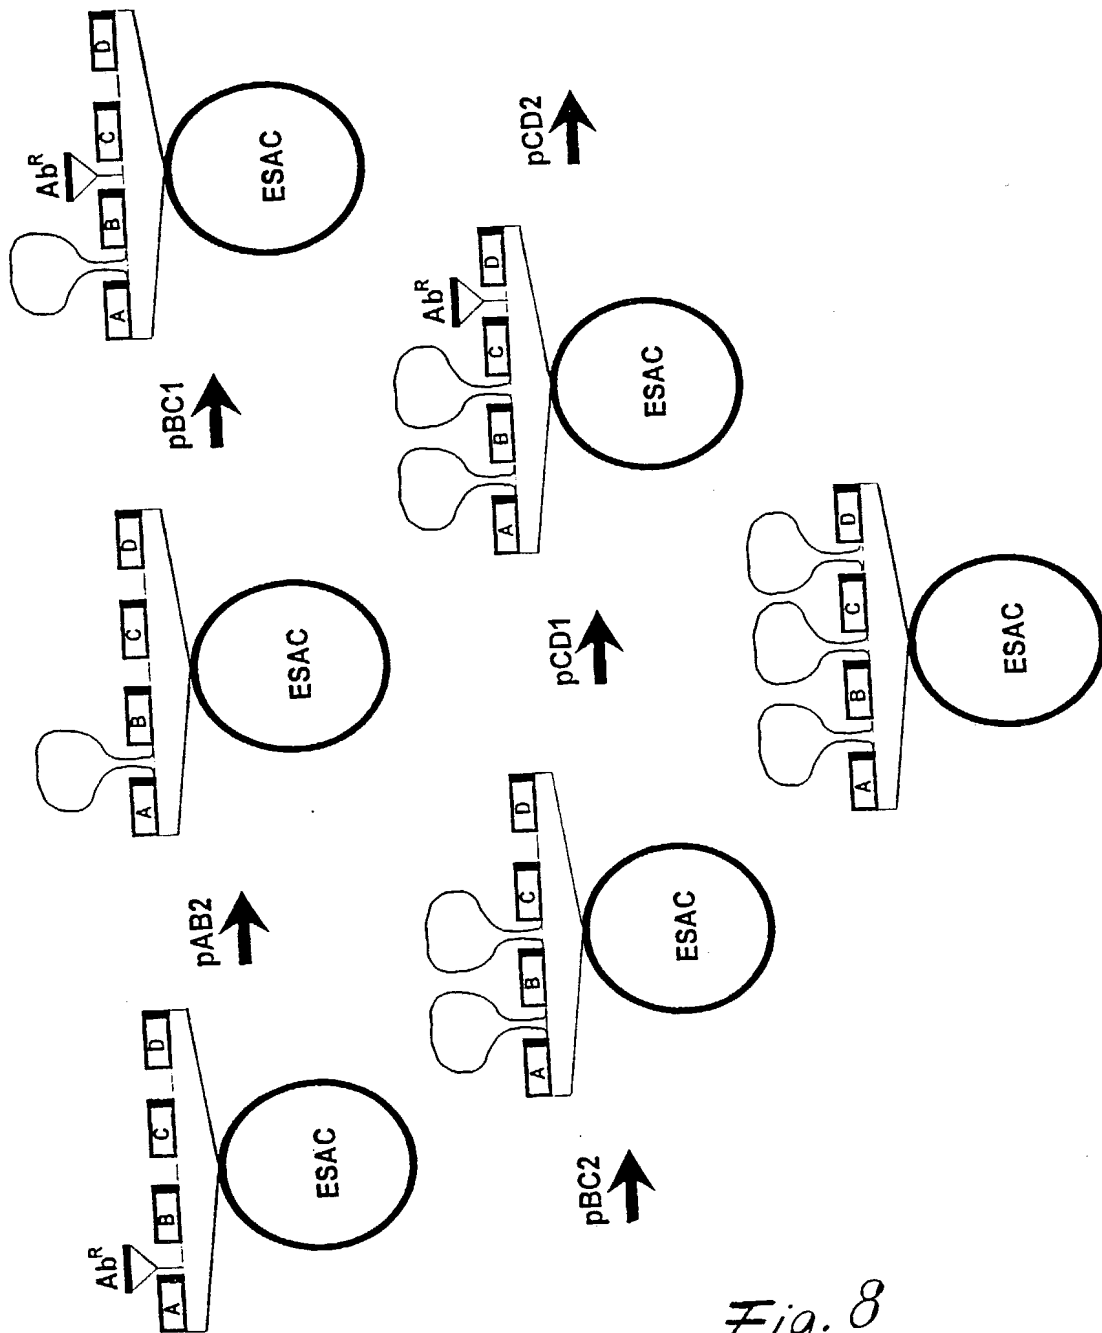 Ab^R
A B C D
ESAC
pAB2
A B C D
ESAC
pBC1
Ab^R
A B C D
ESAC
pBC2
A B C D
ESAC
pCD1
Ab^R
A B C D
ESAC
pCD2
A B C D
ESAC
Fig. 8